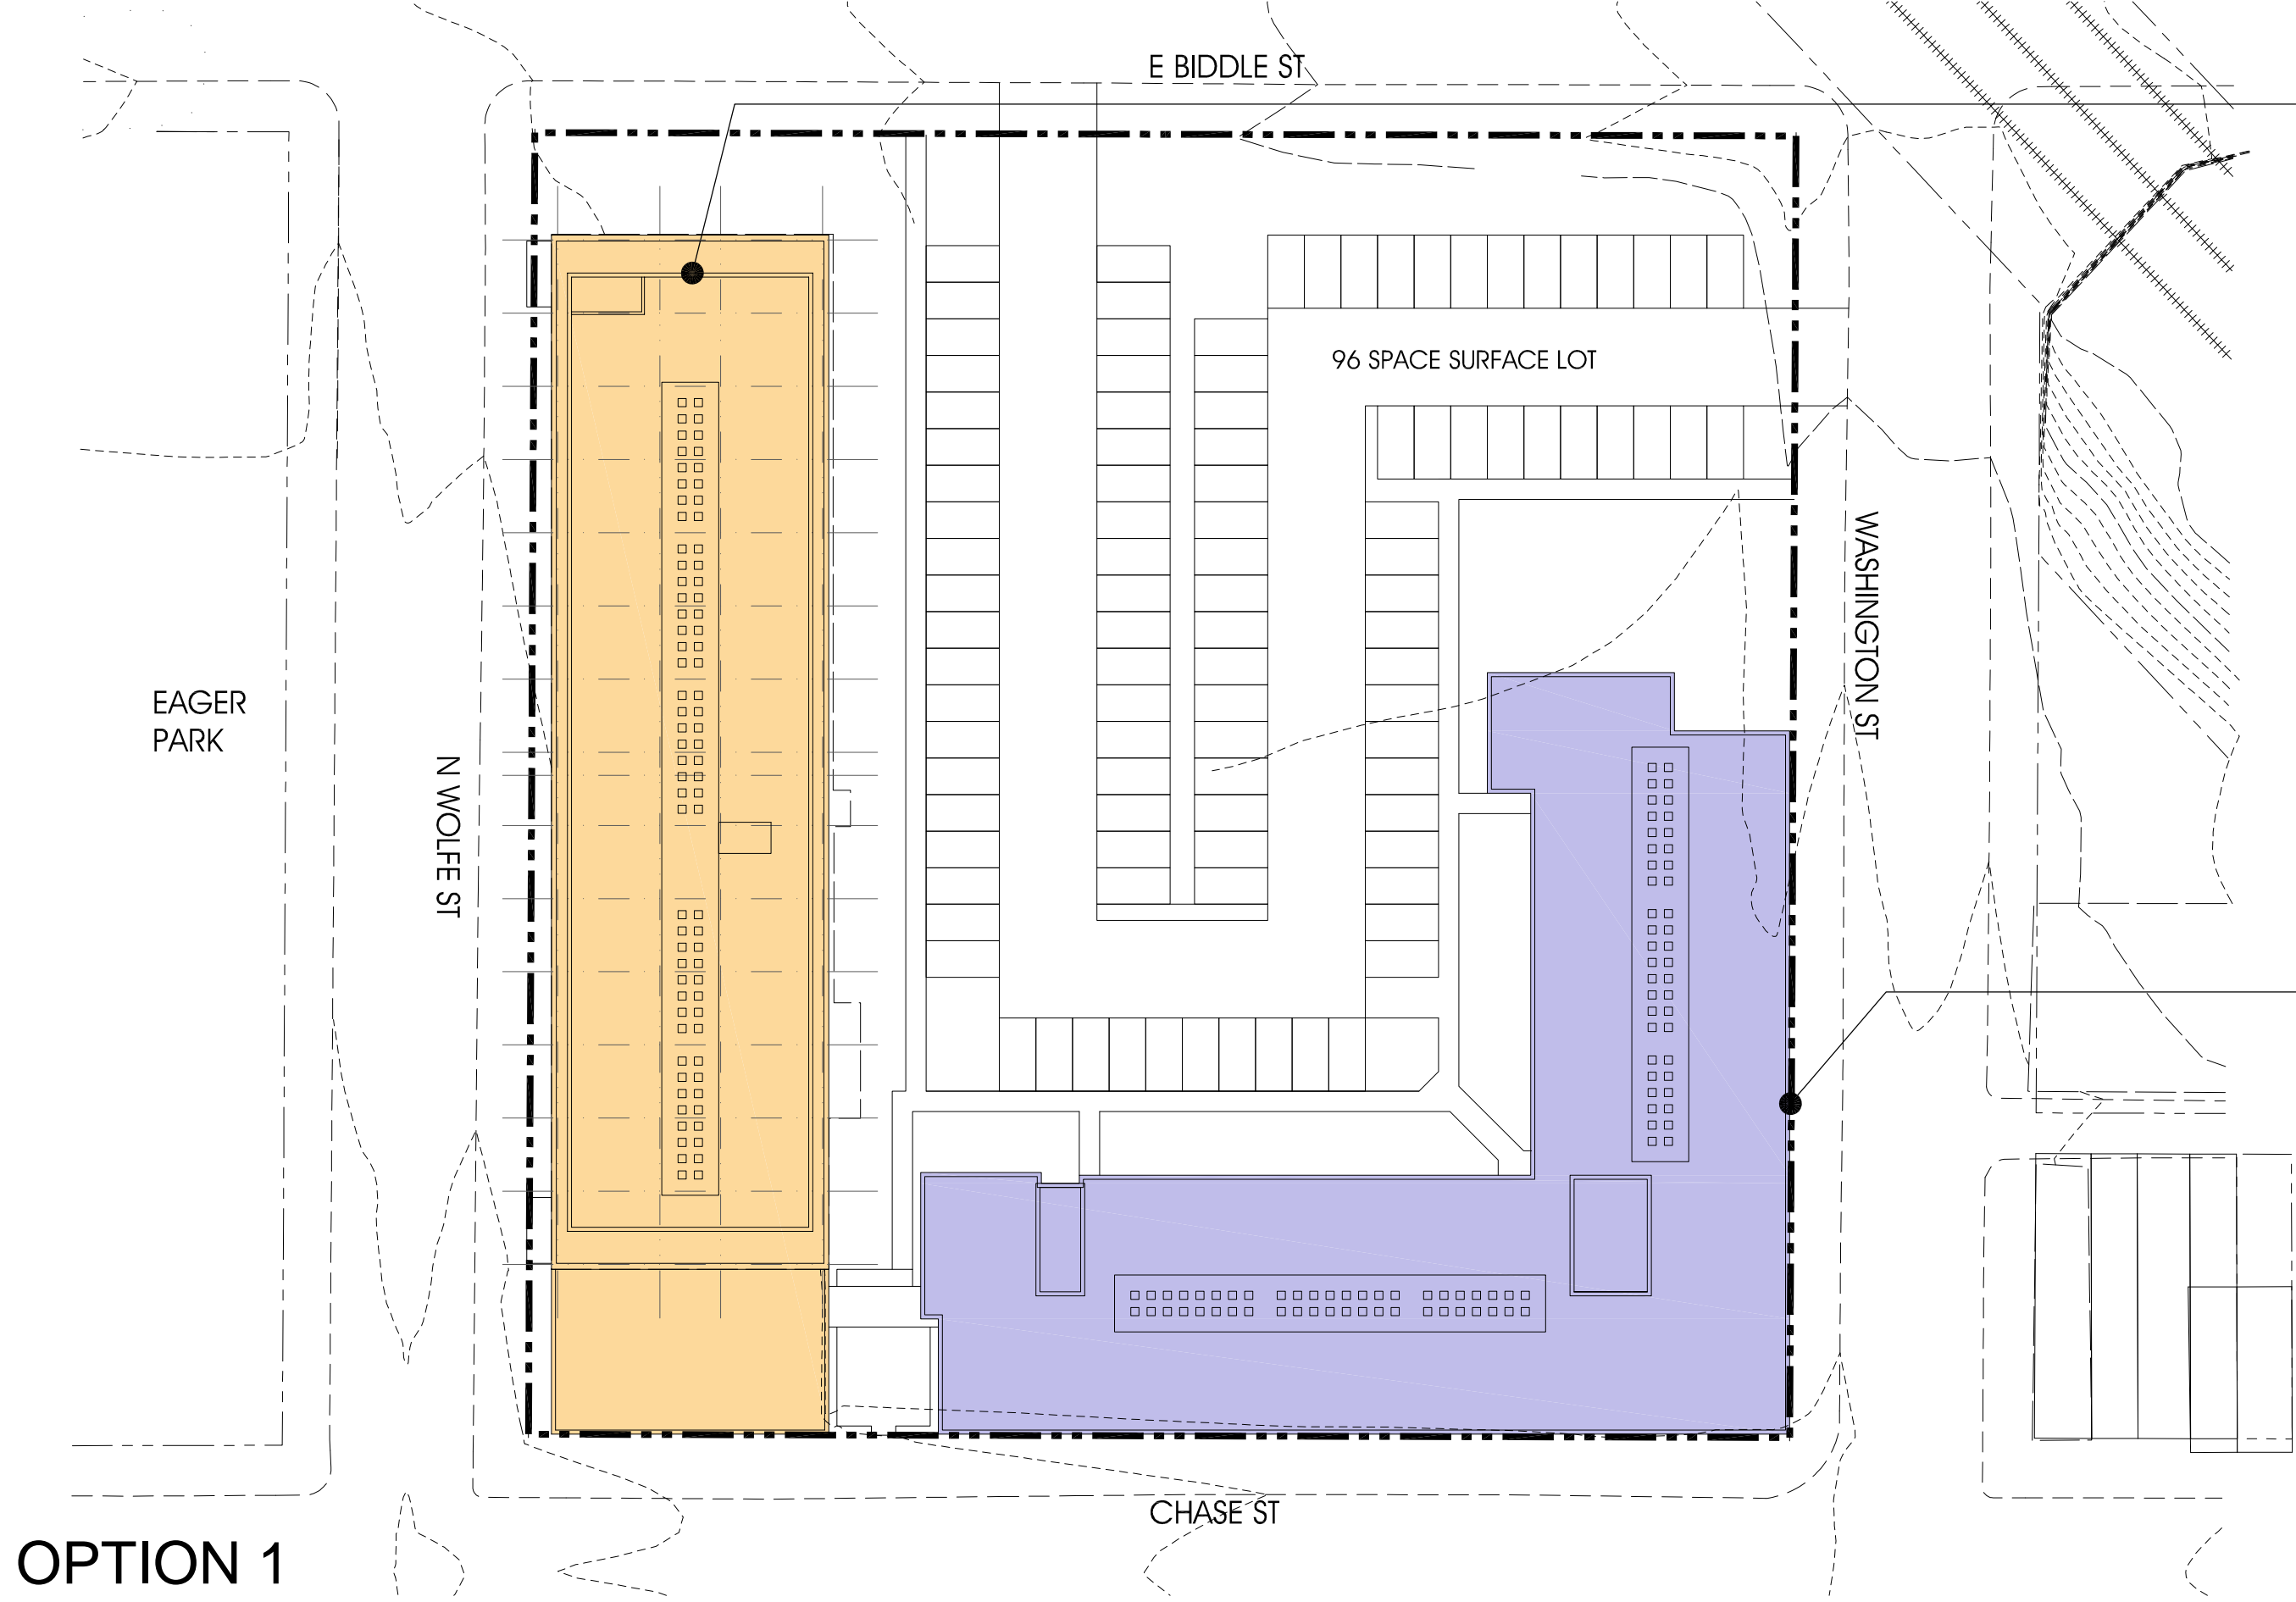 E BIDDLE ST
96 SPACE SURFACE LOT
WASHINGTON ST
EAGER
PARK
N WOLFE ST
CHASE ST
OPTION 1